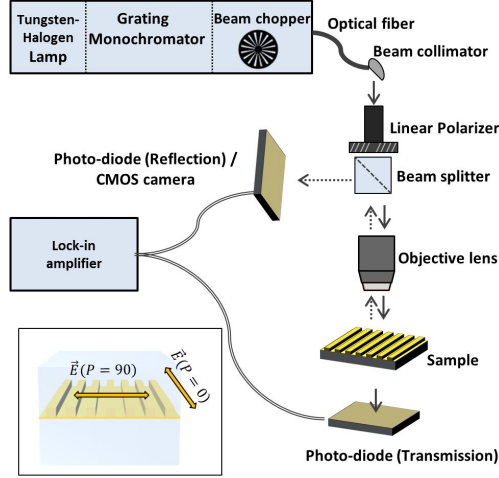 Tungsten-
Halogen
Lamp
Grating
Monochromator
Beam chopper
Optical fiber
Beam collimator
Linear Polarizer
Photo-diode (Reflection) /
CMOS camera
Beam splitter
Lock-in
amplifier
Objective lens
Sample
E⃗(P = 90)
E⃗(P = 0)
Photo-diode (Transmission)